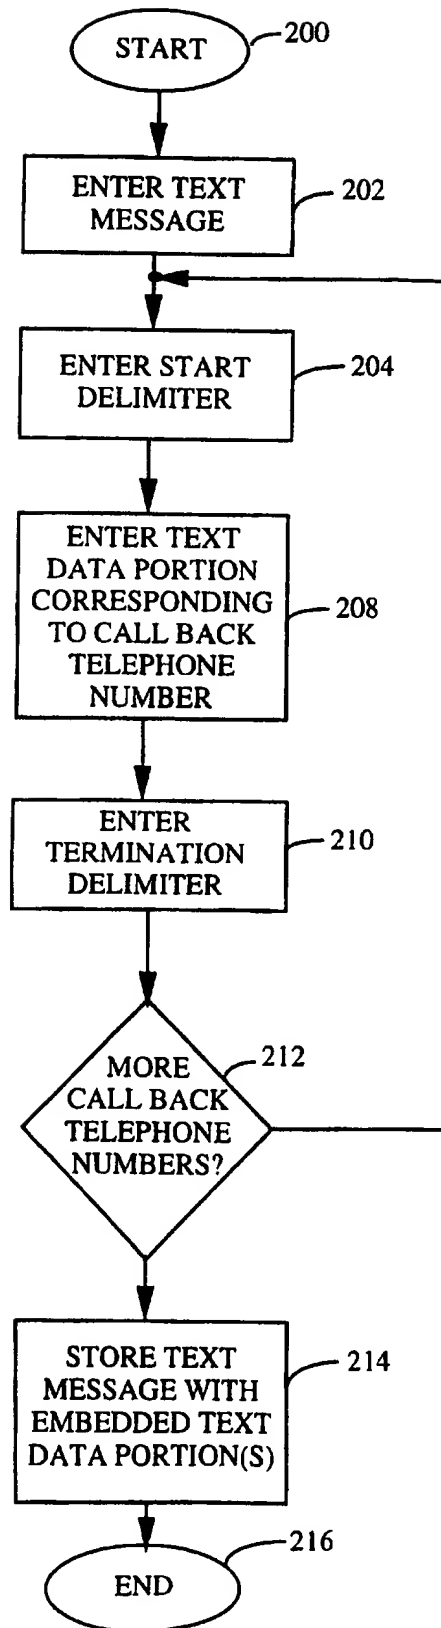 START
200
ENTER TEXT
MESSAGE
202
ENTER START
DELIMITER
204
ENTER TEXT
DATA PORTION
CORRESPONDING
TO CALL BACK
TELEPHONE
NUMBER
208
ENTER
TERMINATION
DELIMITER
210
MORE
CALL BACK
TELEPHONE
NUMBERS?
212
STORE TEXT
MESSAGE WITH
EMBEDDED TEXT
DATA PORTION(S)
214
END
216